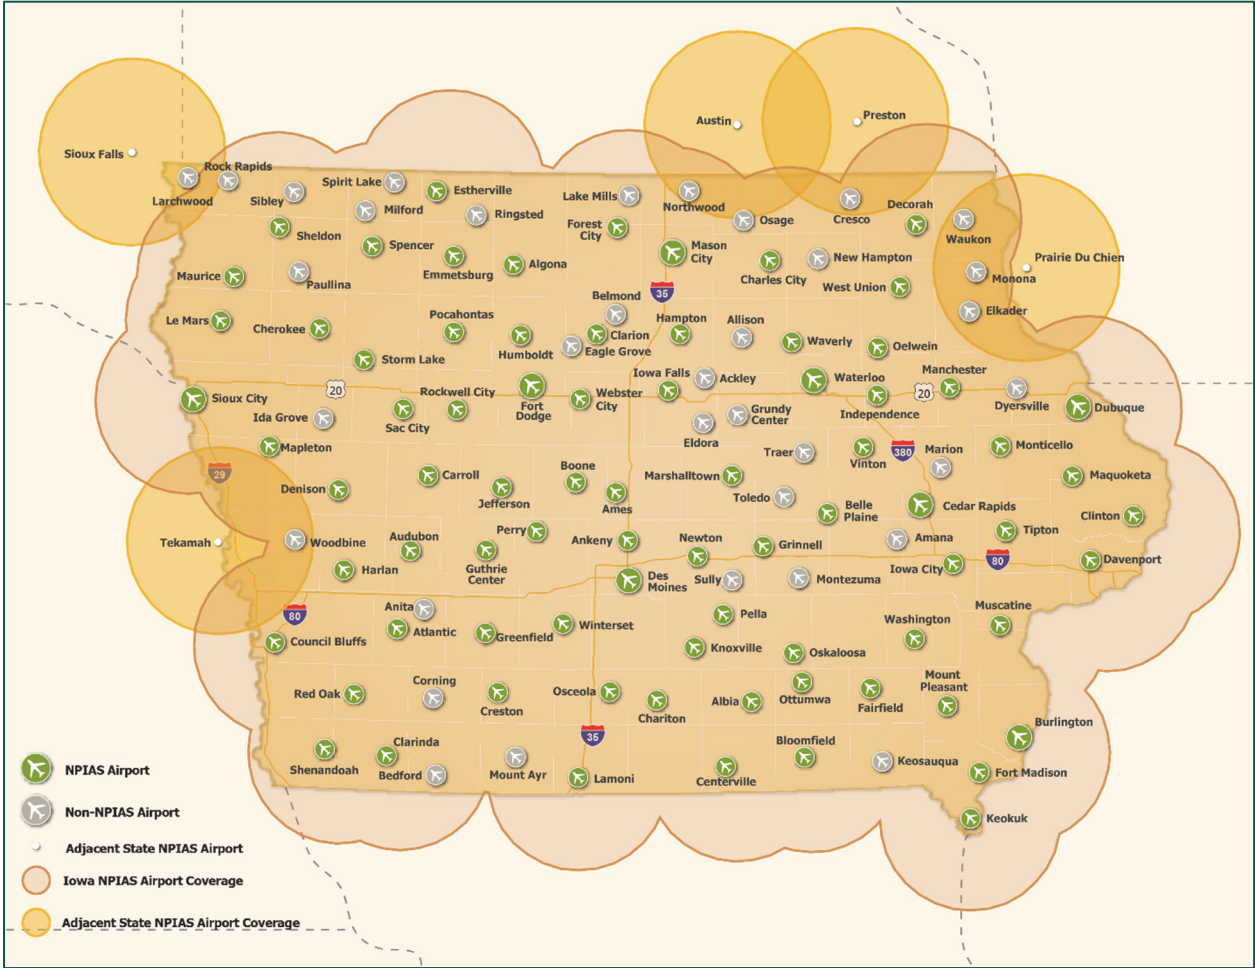 Austin
Preston
Sioux Falls
Rock Rapids
Larchwood
Sibley
Spirit Lake
Estherville
Milford
Ringsted
Lake Mills
Northwood
Osage
Cresco
Decorah
Waukon
Forest
City
Sheldon
Spencer
Emmetsburg
Algona
Mason
City
Charles City
New Hampton
West Union
Prairie Du Chien
Monona
Elkader
Maurice
Paullina
35
Belmond
Le Mars
Cherokee
Pocahontas
Humboldt
Clarion
Eagle Grove
Hampton
Allison
Waverly
Oelwein
Storm Lake
Rockwell City
Iowa Falls
Ackley
Waterloo
Manchester
20
Sioux City
Ida Grove
Sac City
Fort
Dodge
Webster
City
Grundy
Center
Eldora
Independence
20
Dyersville
Dubuque
Mapleton
29
Denison
Carroll
Jefferson
Boone
Ames
Marshalltown
Traer
Vinton
380
Marion
Monticello
Maquoketa
Toledo
Belle
Plaine
Cedar Rapids
Clinton
Tekamah
Woodbine
Audubon
Perry
Ankeny
Newton
Grinnell
Amana
Tipton
Harlan
Guthrie
Center
Des
Moines
Sully
Montezuma
Iowa City
80
Davenport
80
Anita
Atlantic
Greenfield
Winterset
Pella
Washington
Muscatine
Council Bluffs
Knoxville
Oskaloosa
Red Oak
Corning
Creston
Osceola
Chariton
Albia
Ottumwa
Fairfield
Mount
Pleasant
35
Burlington
Shenandoah
Clarinda
Bedford
Mount Ayr
Lamoni
Centerville
Bloomfield
Keosauqua
Fort Madison
Keokuk
NPIAS Airport
Non-NPIAS Airport
Adjacent State NPIAS Airport
Iowa NPIAS Airport Coverage
Adjacent State NPIAS Airport Coverage